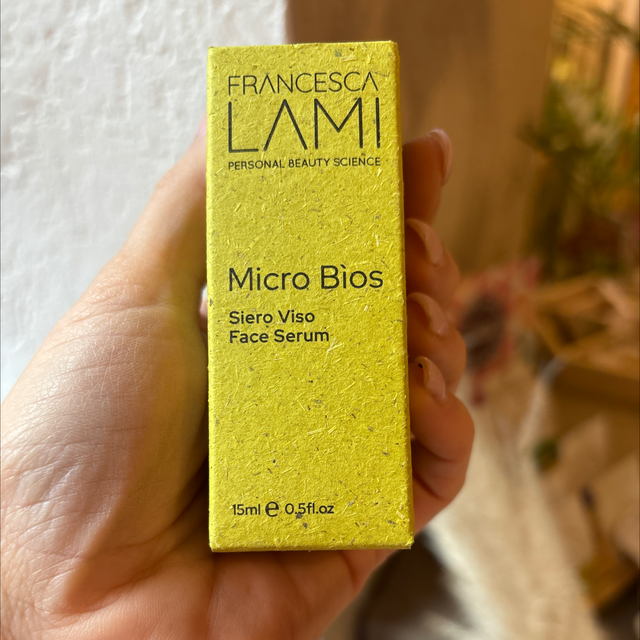 FRANCESCA
LAMI
PERSONAL BEAUTY SCIENCE
Micro Bìos
Siero Viso
Face Serum
15ml ℮ 0.5fl.oz